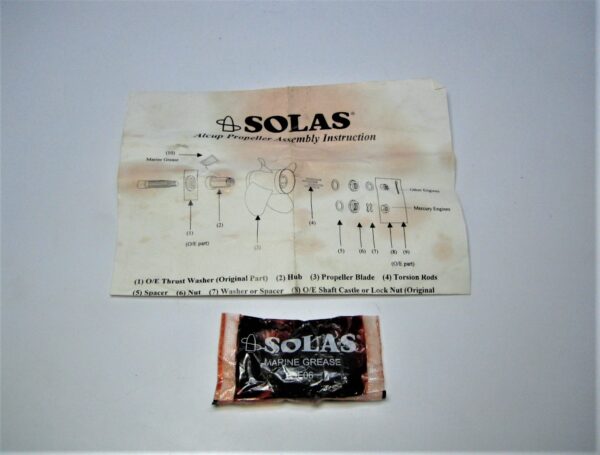 SOLAS®
Alcup Propeller Assembly Instruction
(10)
Marine Grease
Engines
Mercury Engines
(1)
(2)
(3)
(4)
(5)
(6)
(7)
(8)
(9)
(O/E part)
(O/E part)
(1) O/E Thrust Washer (Original Part) (2) Hub (3) Propeller Blade (4) Torsion Rods
(5) Spacer (6) Nut (7) Washer or Spacer (8) O/E Shaft Castle or Lock Nut (Original
SOLAS
MARINE GREASE